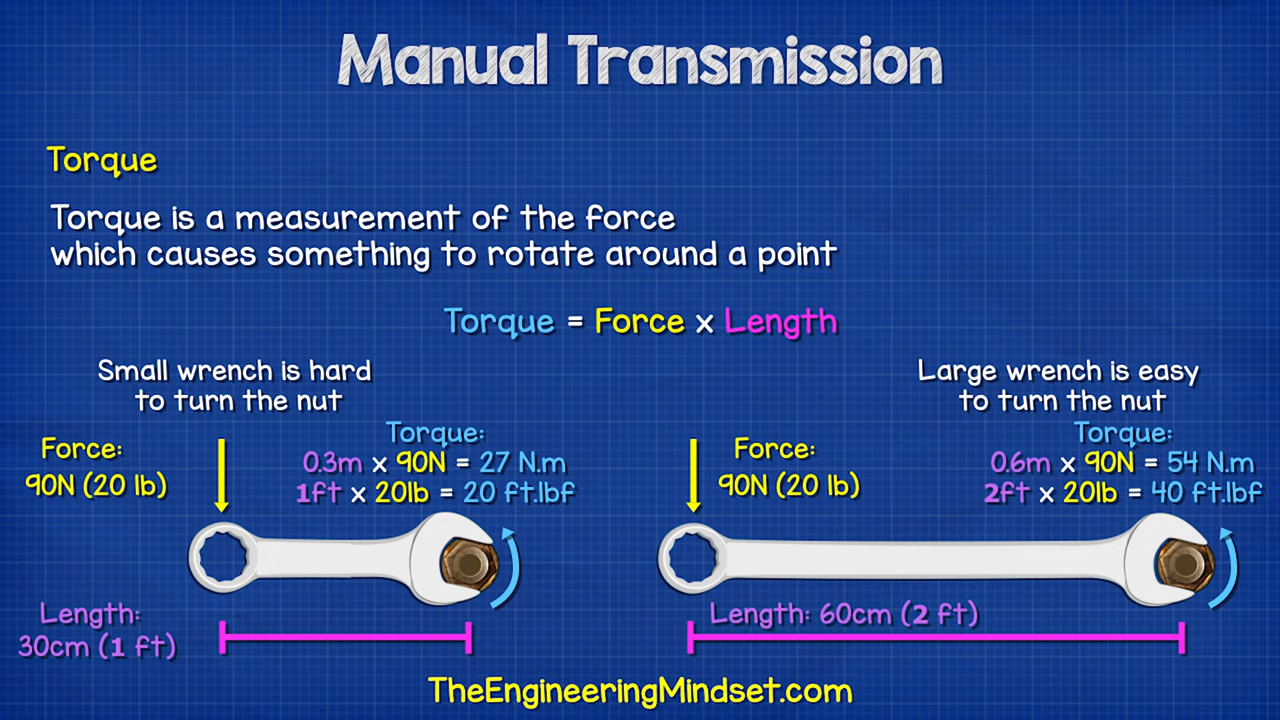 Manual Transmission
Torque
Torque is a measurement of the force
which causes something to rotate around a point
Torque = Force x Length
Small wrench is hard
to turn the nut
Force:
90N (20 lb)
Torque:
0.3m x 90N = 27 N.m
1ft x 20lb = 20 ft.lbf
Length:
30cm (1 ft)
Large wrench is easy
to turn the nut
Force:
90N (20 lb)
Torque:
0.6m x 90N = 54 N.m
2ft x 20lb = 40 ft.lbf
Length: 60cm (2 ft)
TheEngineeringMindset.com